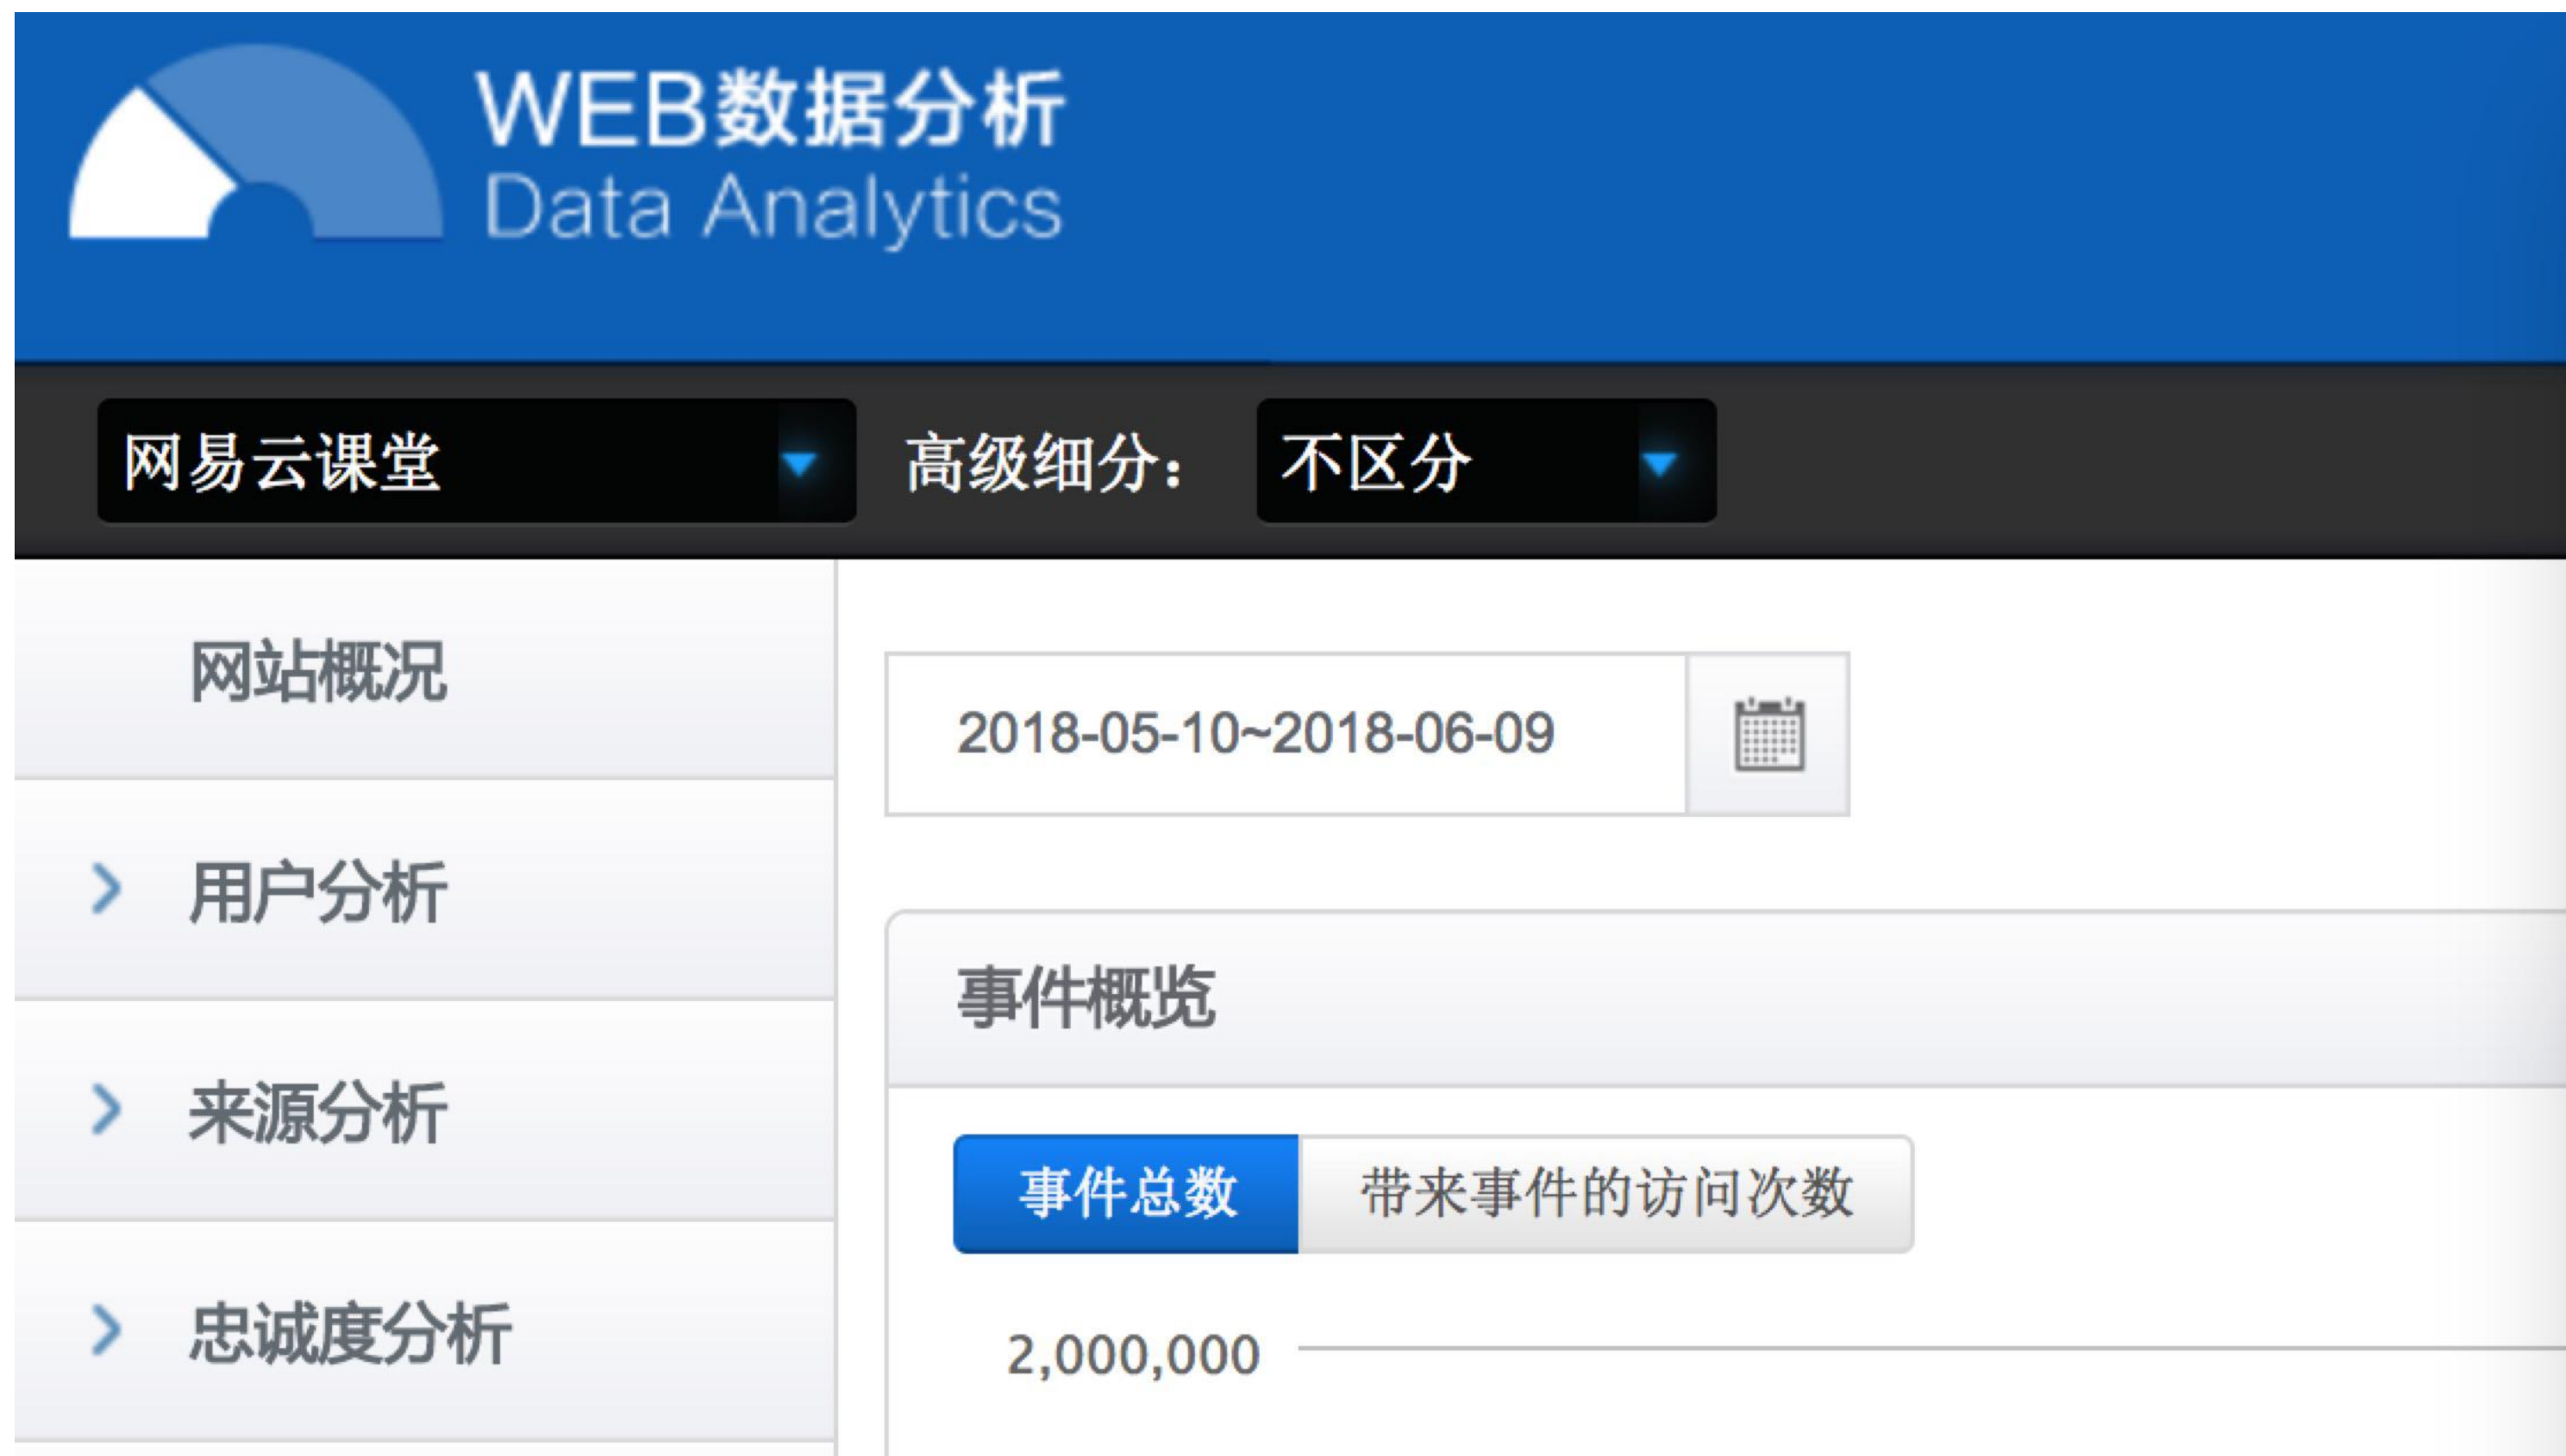 WEB数据分析
Data Analytics
网易云课堂
高级细分：
不区分
网站概况
2018-05-10~2018-06-09
用户分析
事件概览
来源分析
事件总数
带来事件的访问次数
忠诚度分析
2,000,000